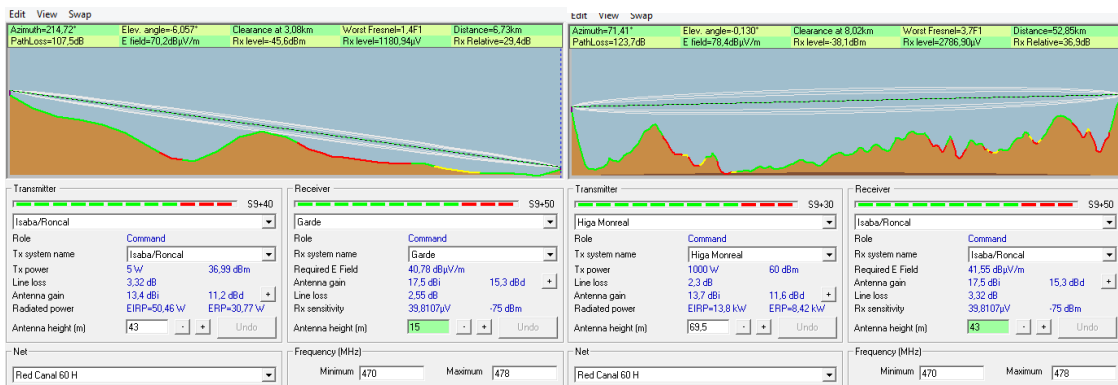 Edit View Swap
Azimuth=214,72° Elev. angle=-6,057° Clearance at 3,08km Worst Fresnel=1,4F1 Distance=6,73km
PathLoss=107,5dB E field=70,2dBµV/m Rx level=-45,6dBm Rx level=1180,94µV Rx Relative=29,4dB
Transmitter
S9+40
Isaba/Roncal
Role Command
Tx system name Isaba/Roncal
Tx power 5 W 36,99 dBm
Line loss 3,32 dB
Antenna gain 13,4 dBi 11,2 dBd +
Radiated power EIRP=50,46 W ERP=30,77 W
Antenna height (m) 43 - + Undo
Net
Red Canal 60 H
Receiver
S9+50
Garde
Role Command
Rx system name Garde
Required E Field 40,78 dBµV/m
Antenna gain 17,5 dBi 15,3 dBd +
Line loss 2,55 dB
Rx sensitivity 39,8107µV -75 dBm
Antenna height (m) 15 - + Undo
Frequency (MHz)
Minimum 470 Maximum 478
Edit View Swap
Azimuth=71,41° Elev. angle=-0,130° Clearance at 8,02km Worst Fresnel=3,7F1 Distance=52,85km
PathLoss=123,7dB E field=78,4dBµV/m Rx level=-38,1dBm Rx level=2786,90µV Rx Relative=36,9dB
Transmitter
S9+30
Higa Monreal
Role Command
Tx system name Higa Monreal
Tx power 1000 W 60 dBm
Line loss 2,3 dB
Antenna gain 13,7 dBi 11,6 dBd +
Radiated power EIRP=13,8 kW ERP=8,42 kW
Antenna height (m) 69,5 - + Undo
Net
Red Canal 60 H
Receiver
S9+50
Isaba/Roncal
Role Command
Rx system name Isaba/Roncal
Required E Field 41,55 dBµV/m
Antenna gain 17,5 dBi 15,3 dBd +
Line loss 3,32 dB
Rx sensitivity 39,8107µV -75 dBm
Antenna height (m) 43 - + Undo
Frequency (MHz)
Minimum 470 Maximum 478